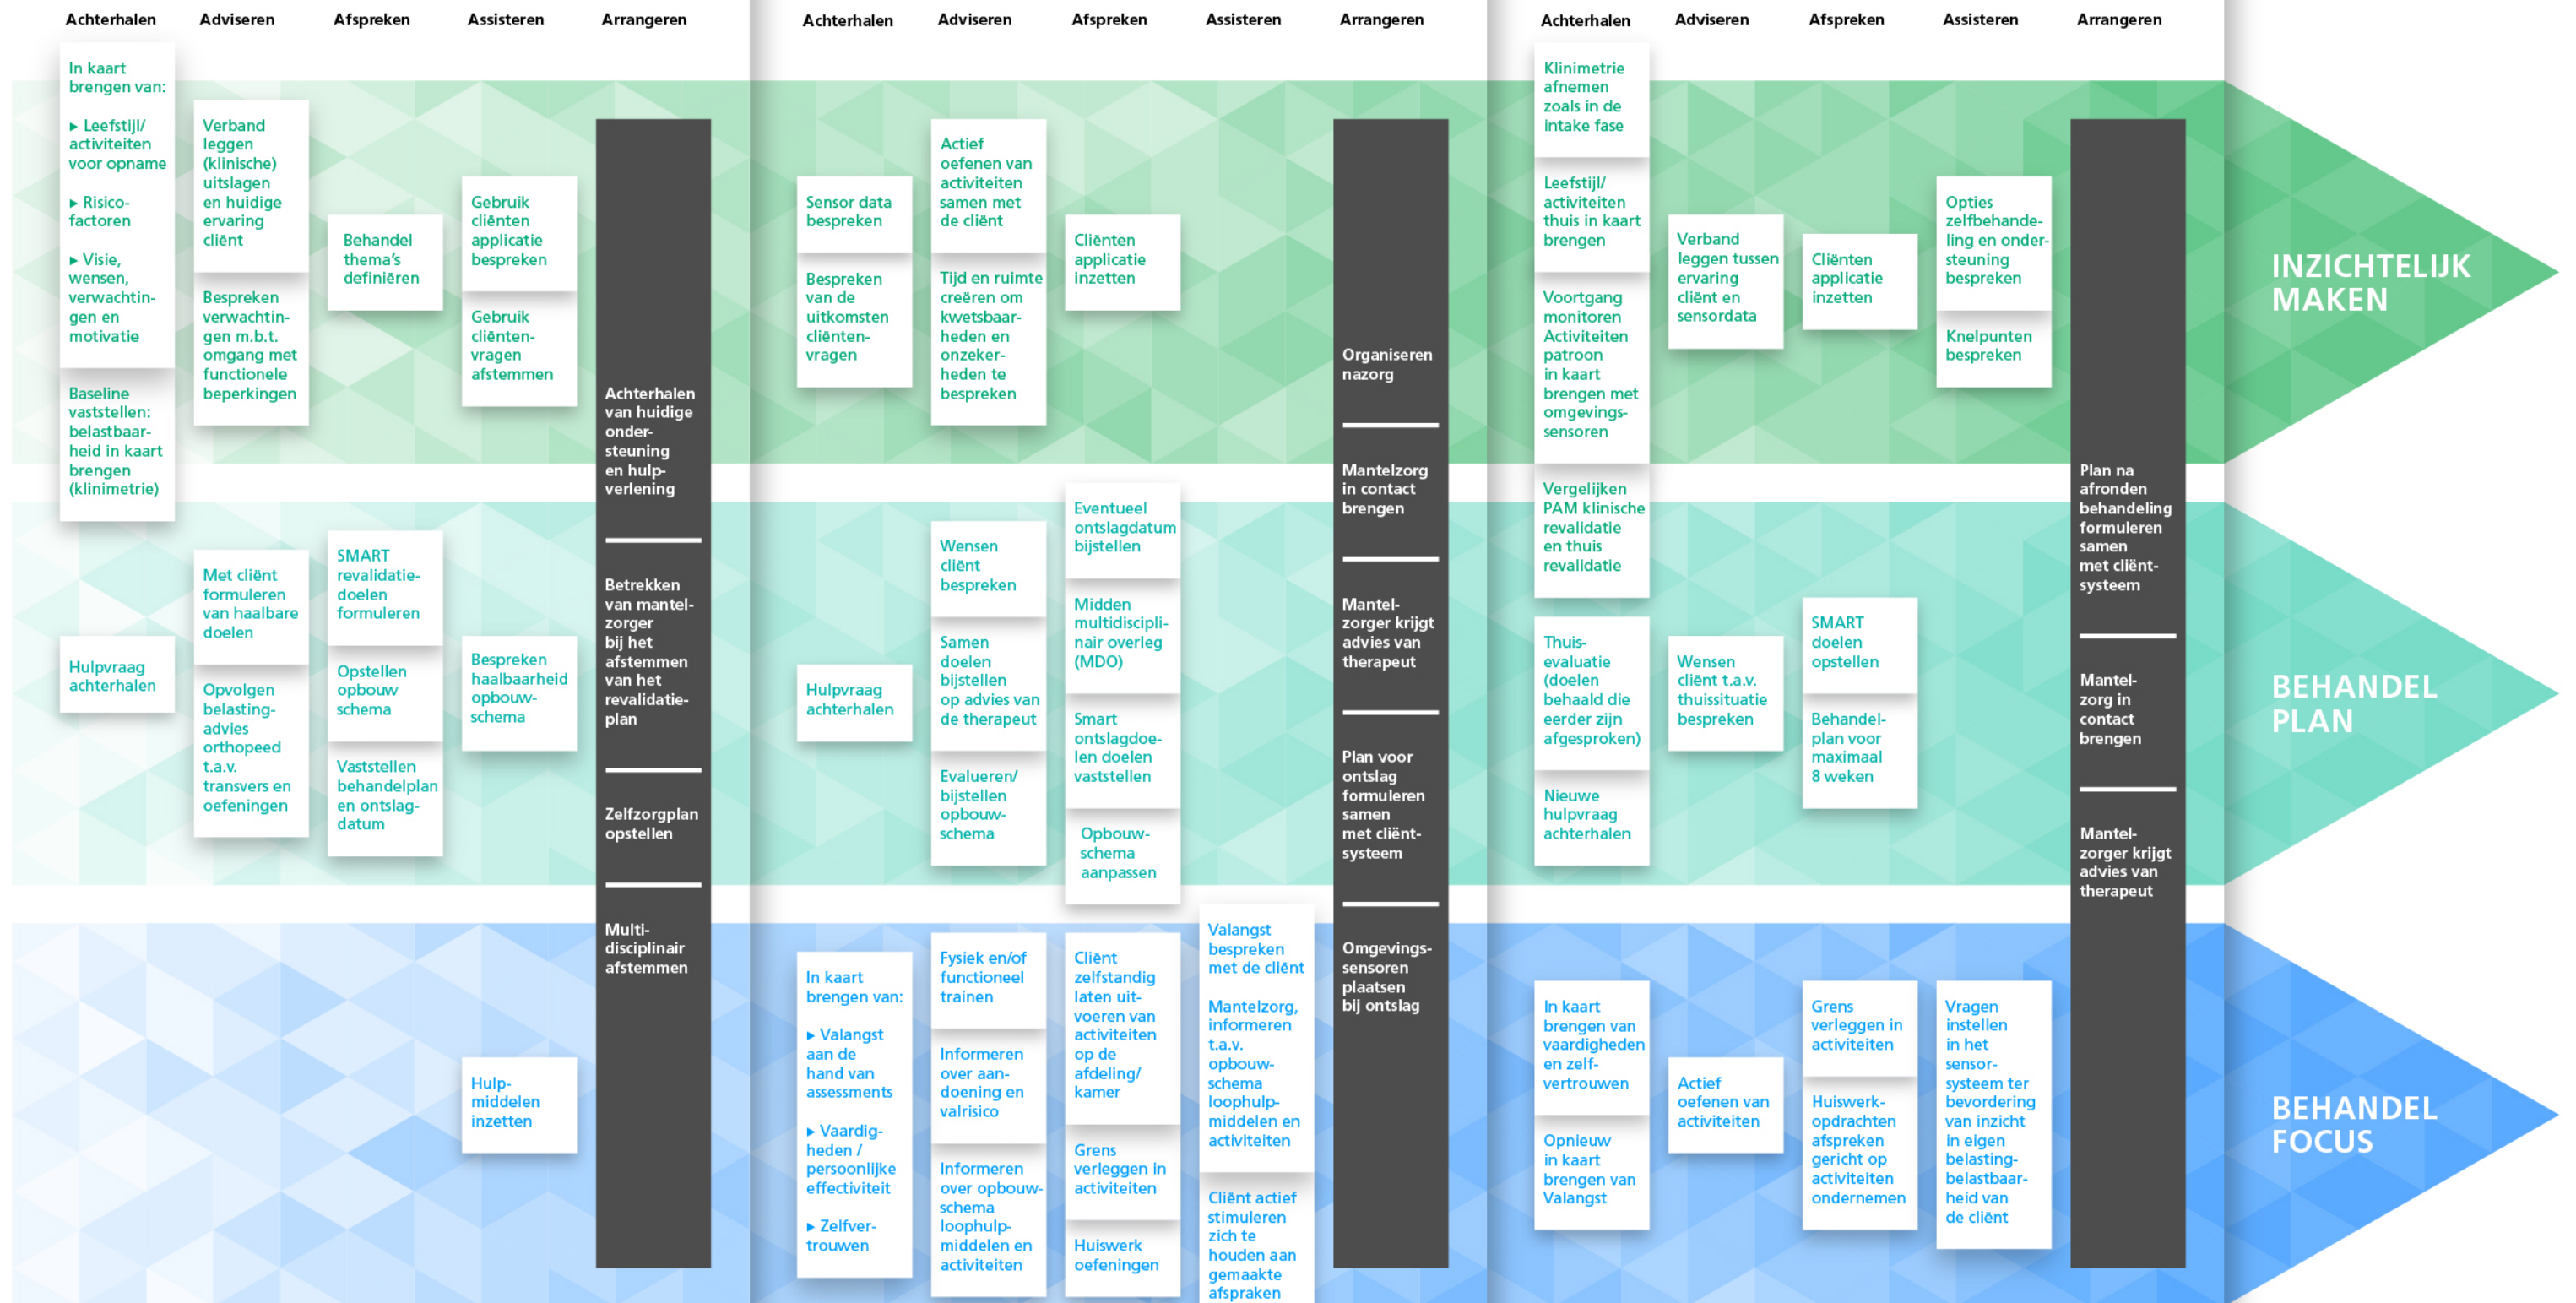 Achterhalen
Adviseren
Afspreken
Assisteren
Arrangeren
Achterhalen
Adviseren
Afspreken
Assisteren
Arrangeren
Achterhalen
Adviseren
Afspreken
Assisteren
Arrangeren
In kaart
brengen van:
▸ Leefstijl/
activiteiten
voor opname
▸ Risico-
factoren
▸ Visie,
wensen,
verwachtin-
gen en
motivatie
Baseline
vaststellen:
belastbaar-
heid in kaart
brengen
(klinimetrie)
Verband
leggen
(klinische)
uitslagen
en huidige
ervaring
cliënt
Bespreken
verwachtin-
gen m.b.t.
omgang met
functionele
beperkingen
Behandel
thema's
definiëren
Gebruik
cliënten
applicatie
bespreken
Gebruik
cliënten-
vragen
afstemmen
Achterhalen
van huidige
onder-
steuning
en hulp-
verlening
Betrekken
van mantel-
zorger
bij het
afstemmen
van het
revalidatie-
plan
Zelfzorgplan
opstellen
Multi-
disciplinair
afstemmen
Sensor data
bespreken
Bespreken
van de
uitkomsten
cliënten-
vragen
Actief
oefenen van
activiteiten
samen met
de cliënt
Tijd en ruimte
creëren om
kwetsbaar-
heden en
onzeker-
heden te
bespreken
Cliënten
applicatie
inzetten
Organiseren
nazorg
Mantelzorg
in contact
brengen
Mantel-
zorger krijgt
advies van
therapeut
Plan voor
ontslag
formuleren
samen
met cliënt-
systeem
Omgevings-
sensoren
plaatsen
bij ontslag
Klinimetrie
afnemen
zoals in de
intake fase
Leefstijl/
activiteiten
thuis in kaart
brengen
Voortgang
monitoren
Activiteiten
patroon
in kaart
brengen met
omgevings-
sensoren
Vergelijken
PAM klinische
revalidatie
en thuis
revalidatie
Verband
leggen tussen
ervaring
cliënt en
sensordata
Cliënten
applicatie
inzetten
Opties
zelfbehande-
ling en onder-
steuning
bespreken
Knelpunten
bespreken
Plan na
afronden
behandeling
formuleren
samen
met cliënt-
systeem
Mantel-
zorg in
contact
brengen
Mantel-
zorger krijgt
advies van
therapeut
INZICHTELIJK
MAKEN
Hulpvraag
achterhalen
Met cliënt
formuleren
van haalbare
doelen
Opvolgen
belasting-
advies
orthopeed
t.a.v.
transvers en
oefeningen
SMART
revalidatie-
doelen
formuleren
Opstellen
opbouw
schema
Vaststellen
behandelplan
en ontslag-
datum
Bespreken
haalbaarheid
opbouw-
schema
Hulpvraag
achterhalen
Wensen
cliënt
bespreken
Samen
doelen
bijstellen
op advies van
de therapeut
Evalueren/
bijstellen
opbouw-
schema
Eventueel
ontslagdatum
bijstellen
Midden
multidiscipli-
nair overleg
(MDO)
Smart
ontslagdoe-
len doelen
vaststellen
Opbouw-
schema
aanpassen
Thuis-
evaluatie
(doelen
behaald die
eerder zijn
afgesproken)
Nieuwe
hulpvraag
achterhalen
Wensen
cliënt t.a.v.
thuissituatie
bespreken
SMART
doelen
opstellen
Behandel-
plan voor
maximaal
8 weken
BEHANDEL
PLAN
Hulp-
middelen
inzetten
In kaart
brengen van:
▸ Valangst
aan de
hand van
assessments
▸ Vaardig-
heden /
persoonlijke
effectiviteit
▸ Zelfver-
trouwen
Fysiek en/of
functioneel
trainen
Informeren
over aan-
doening en
valrisico
Informeren
over opbouw-
schema
loophulp-
middelen en
activiteiten
Cliënt
zelfstandig
laten uit-
voeren van
activiteiten
op de
afdeling/
kamer
Grens
verleggen in
activiteiten
Huiswerk
oefeningen
Valangst
bespreken
met de cliënt
Mantelzorg,
informeren
t.a.v.
opbouw-
schema
loophulp-
middelen en
activiteiten
Cliënt actief
stimuleren
zich te
houden aan
gemaakte
afspraken
In kaart
brengen van
vaardigheden
en zelf-
vertrouwen
Opnieuw
in kaart
brengen van
Valangst
Actief
oefenen van
activiteiten
Grens
verleggen in
activiteiten
Huiswerk-
opdrachten
afspreken
gericht op
activiteiten
ondernemen
Vragen
instellen
in het
sensor-
systeem ter
bevordering
van inzicht
in eigen
belasting-
belastbaar-
heid van
de cliënt
BEHANDEL
FOCUS